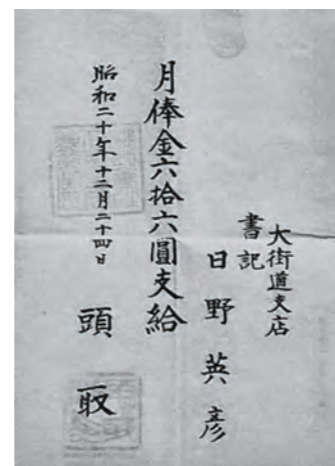 大街道支店
書記
日野英彦
月俸金六拾六圓支給
昭和二十年十二月二十四日
頭取